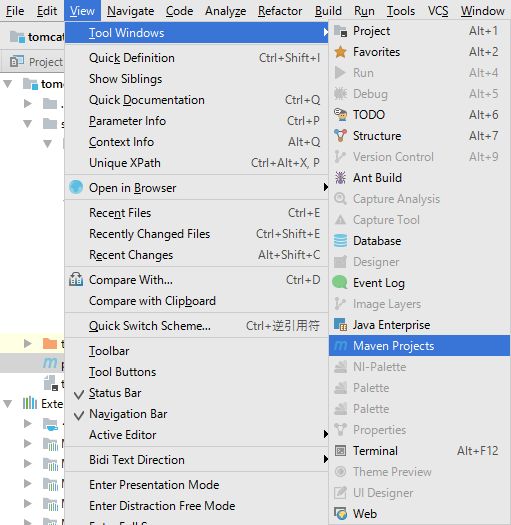 File Edit View Navigate Code Analyze Refactor Build Run Tools VCS Window
tomcat
Project
Tool Windows
Quick Definition Ctrl+Shift+I
Show Siblings
Quick Documentation Ctrl+Q
Parameter Info Ctrl+P
Context Info Alt+Q
Unique XPath Ctrl+Alt+X, P
Open in Browser
Recent Files Ctrl+E
Recently Changed Files Ctrl+Shift+E
Recent Changes Alt+Shift+C
Compare With... Ctrl+D
Compare with Clipboard
Quick Switch Scheme... Ctrl+逆引用符
Toolbar
Tool Buttons
Status Bar
Navigation Bar
Active Editor
Bidi Text Direction
Enter Presentation Mode
Enter Distraction Free Mode
Project Alt+1
Favorites Alt+2
Run Alt+4
Debug Alt+5
TODO Alt+6
Structure Alt+7
Version Control Alt+9
Ant Build
Capture Analysis
Capture Tool
Database
Designer
Event Log
Image Layers
Java Enterprise
Maven Projects
NI-Palette
Palette
Palette
Properties
Terminal Alt+F12
Theme Preview
UI Designer
Web